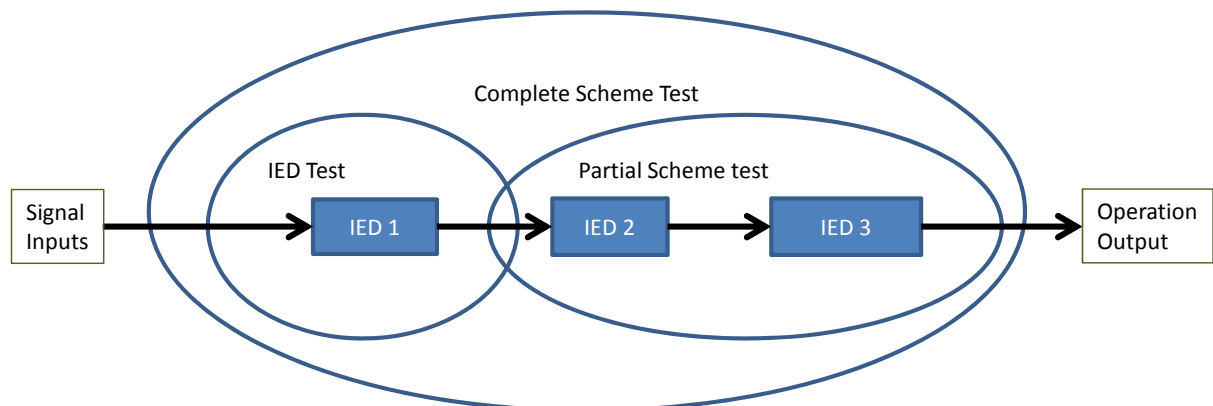 Complete Scheme Test
IED Test
Partial Scheme test
Signal
Inputs
IED 1
IED 2
IED 3
Operation
Output